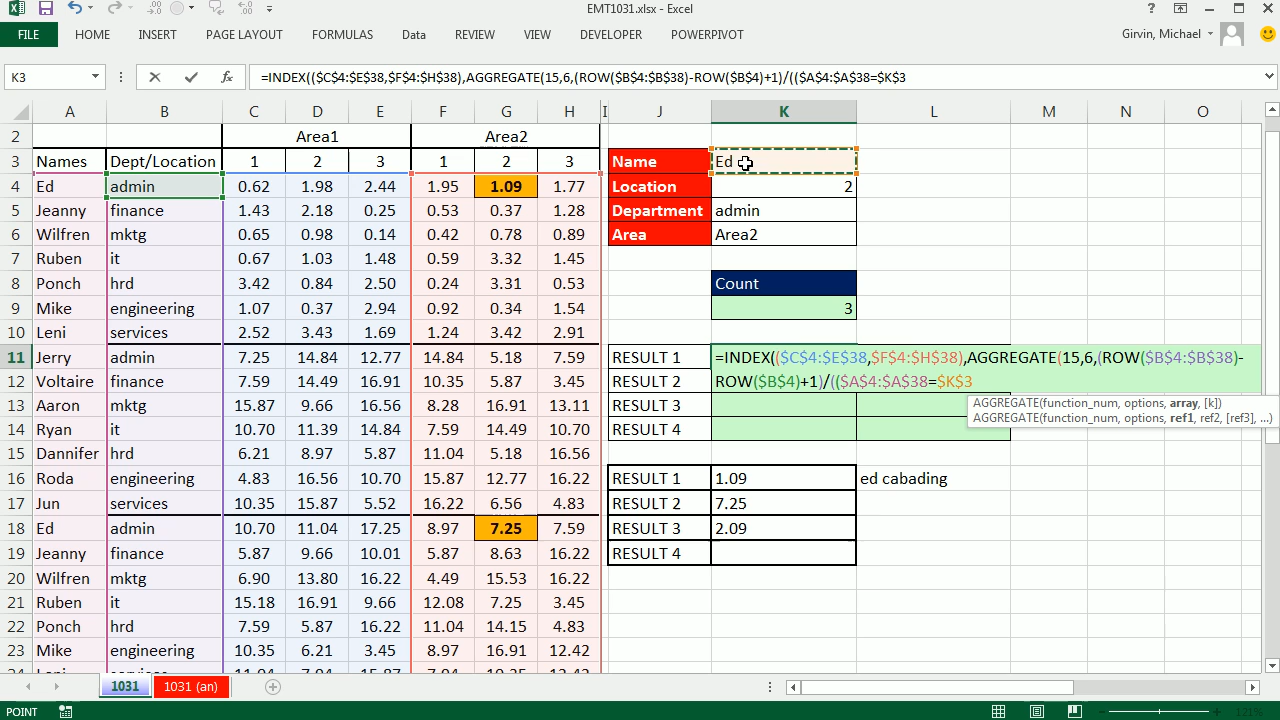 EMT1031.xlsx - Excel
FILE HOME INSERT PAGE LAYOUT FORMULAS Data REVIEW VIEW DEVELOPER POWERPIVOT Girvin, Michael
K3 =INDEX(($C$4:$E$38,$F$4:$H$38),AGGREGATE(15,6,(ROW($B$4:$B$38)-ROW($B$4)+1)/(($A$4:$A$38=$K$3
A B C D E F G H I J K L M N O
2 Area1 Area2
3 Names Dept/Location 1 2 3 1 2 3 Name Ed
4 Ed admin 0.62 1.98 2.44 1.95 1.09 1.77 Location 2
5 Jeanny finance 1.43 2.18 0.25 0.53 0.37 1.28 Department admin
6 Wilfren mktg 0.65 0.98 0.14 0.42 0.78 0.89 Area Area2
7 Ruben it 0.67 1.03 1.48 0.59 3.32 1.45
8 Ponch hrd 3.42 0.84 2.50 0.24 3.31 0.53 Count
9 Mike engineering 1.07 0.37 2.94 0.92 0.34 1.54 3
10 Leni services 2.52 3.43 1.69 1.24 3.42 2.91
11 Jerry admin 7.25 14.84 12.77 14.84 5.18 7.59 RESULT 1 =INDEX(($C$4:$E$38,$F$4:$H$38),AGGREGATE(15,6,(ROW($B$4:$B$38)-
12 Voltaire finance 7.59 14.49 16.91 10.35 5.87 7.59 RESULT 2 ROW($B$4)+1)/(($A$4:$A$38=$K$3
13 Aaron mktg 15.87 9.66 16.56 8.28 16.91 13.11 RESULT 3 AGGREGATE(function_num, options, array, [k])
14 Ryan it 10.70 11.39 14.84 7.59 14.49 10.70 RESULT 4 AGGREGATE(function_num, options, ref1, ref2, [ref3], ...)
15 Dannifer hrd 6.21 8.97 5.87 11.04 5.18 16.56
16 Roda engineering 4.83 16.56 10.70 15.87 12.77 16.22 RESULT 1 1.09 ed cabading
17 Jun services 10.35 15.87 5.52 16.22 6.56 4.83 RESULT 2 7.25
18 Ed admin 10.70 11.04 17.25 8.97 7.25 7.59 RESULT 3 2.09
19 Jeanny finance 5.87 9.66 10.01 5.87 8.63 16.22 RESULT 4
20 Wilfren mktg 6.90 13.80 16.22 4.49 15.53 16.22
21 Ruben it 15.18 16.91 9.66 12.08 7.25 3.45
22 Ponch hrd 7.59 5.87 16.22 11.04 14.15 4.83
23 Mike engineering 10.35 6.21 3.45 8.97 16.91 12.42
1031 1031 (an)
POINT